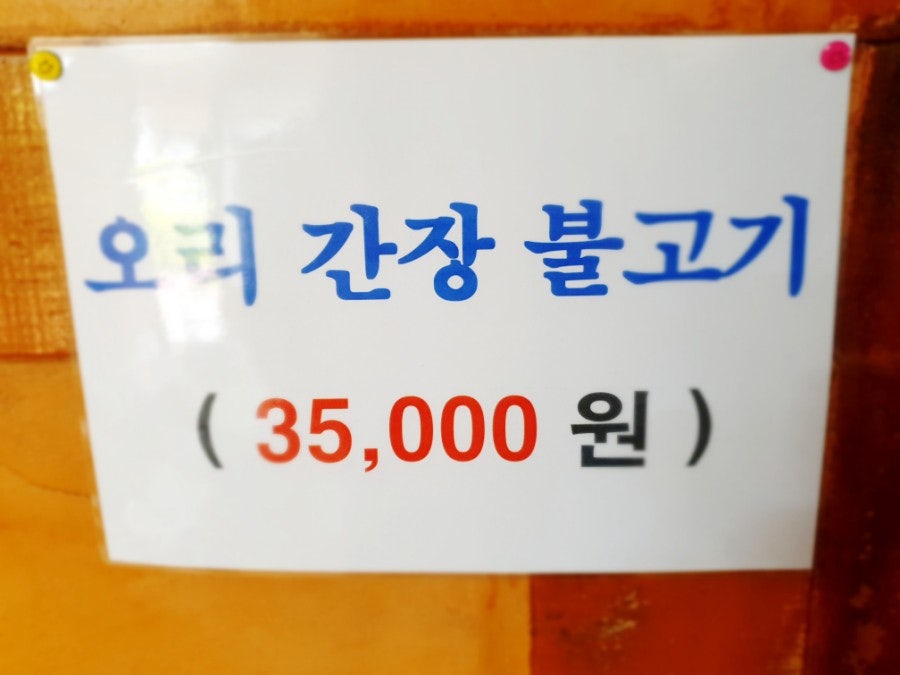 오리 간장 불고기
( 35,000 원 )